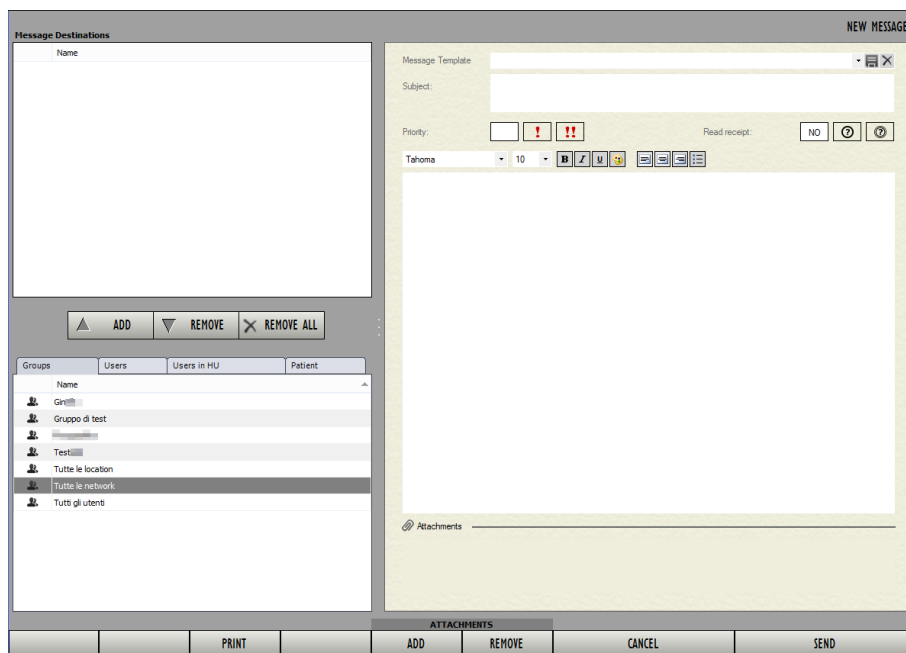 NEW MESSAGE
Message Destinations
Name
ADD
REMOVE
REMOVE ALL
Groups
Users
Users in HU
Patient
Name
Gruppo di test
Test
Tutte le location
Tutte le network
Tutti gli utenti
Message Template
Subject:
Priority:
! !!
Read receipt:
NO ? ?
Tahoma 10 B I U
Attachments
ATTACHMENTS
PRINT ADD REMOVE CANCEL SEND